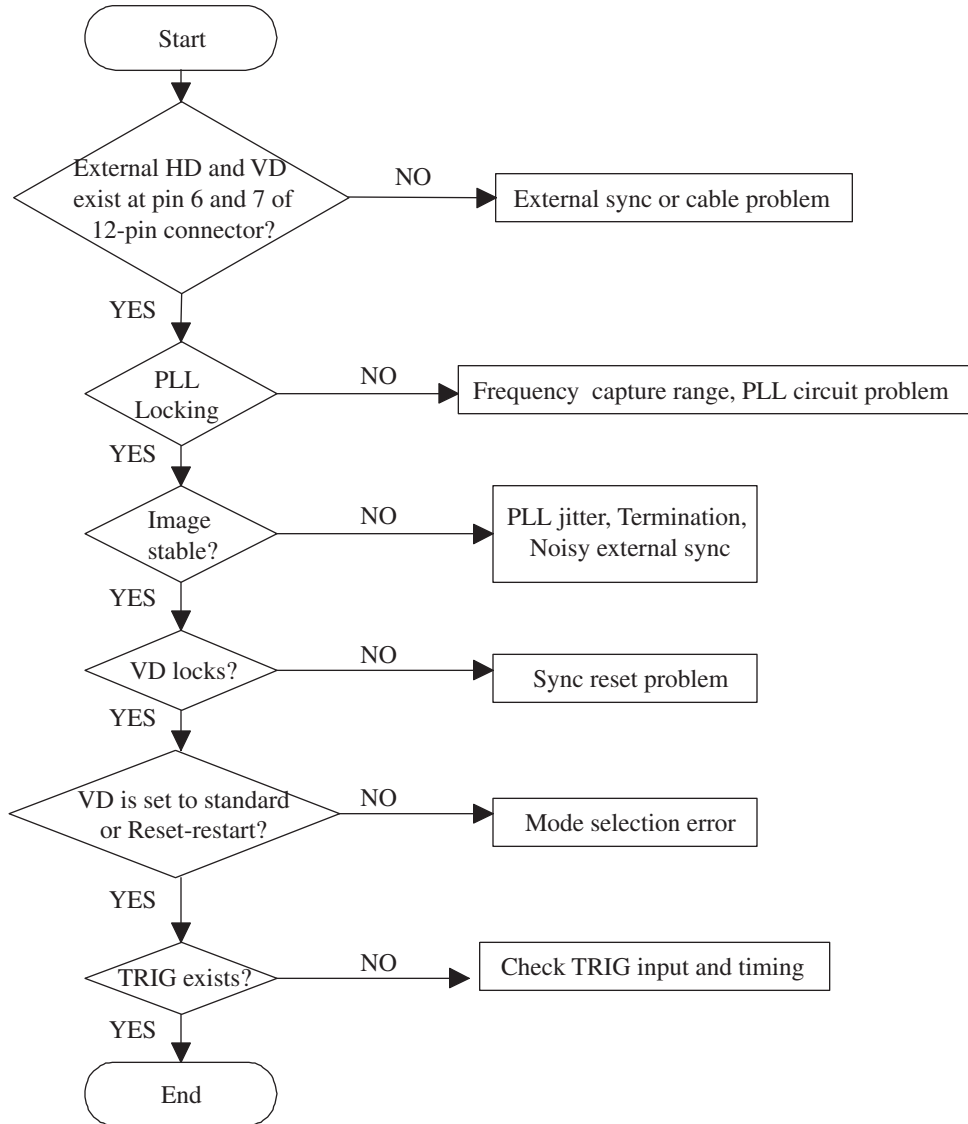 Start
External HD and VD
exist at pin 6 and 7 of
12-pin connector?
NO
External sync or cable problem
YES
PLL
Locking
NO
Frequency capture range, PLL circuit problem
YES
Image
stable?
NO
PLL jitter, Termination,
Noisy external sync
YES
VD locks?
NO
Sync reset problem
YES
VD is set to standard
or Reset-restart?
NO
Mode selection error
YES
TRIG exists?
NO
Check TRIG input and timing
YES
End